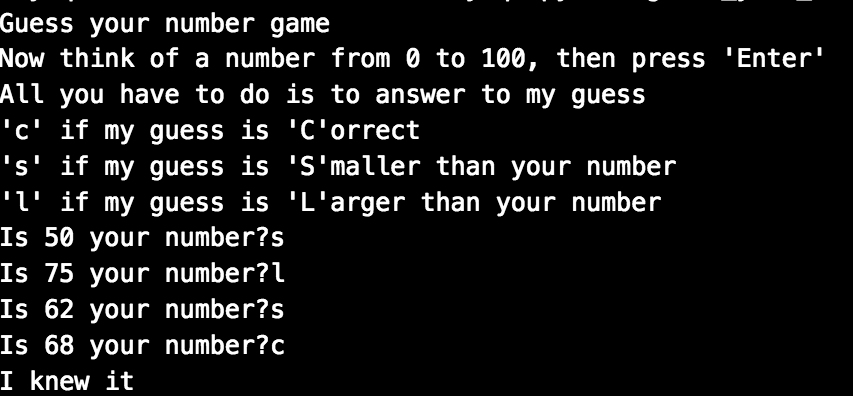 Guess your number game
Now think of a number from 0 to 100, then press 'Enter'
All you have to do is to answer to my guess
'c' if my guess is 'C'orrect
's' if my guess is 'S'maller than your number
'l' if my guess is 'L'arger than your number
Is 50 your number?s
Is 75 your number?l
Is 62 your number?s
Is 68 your number?c
I knew it